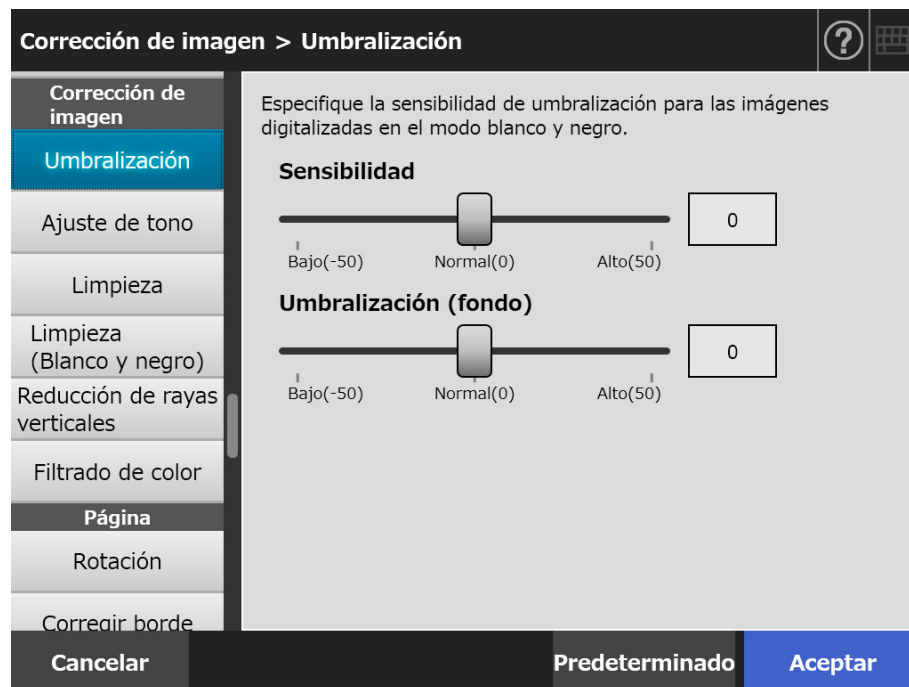 Corrección de imagen > Umbralización
?
Corrección de
imagen
Umbralización
Ajuste de tono
Limpieza
Limpieza
(Blanco y negro)
Reducción de rayas
verticales
Filtrado de color
Página
Rotación
Corregir borde
Especifique la sensibilidad de umbralización para las imágenes
digitalizadas en el modo blanco y negro.
Sensibilidad
0
Bajo(-50) Normal(0) Alto(50)
Umbralización (fondo)
0
Bajo(-50) Normal(0) Alto(50)
Cancelar Predeterminado Aceptar